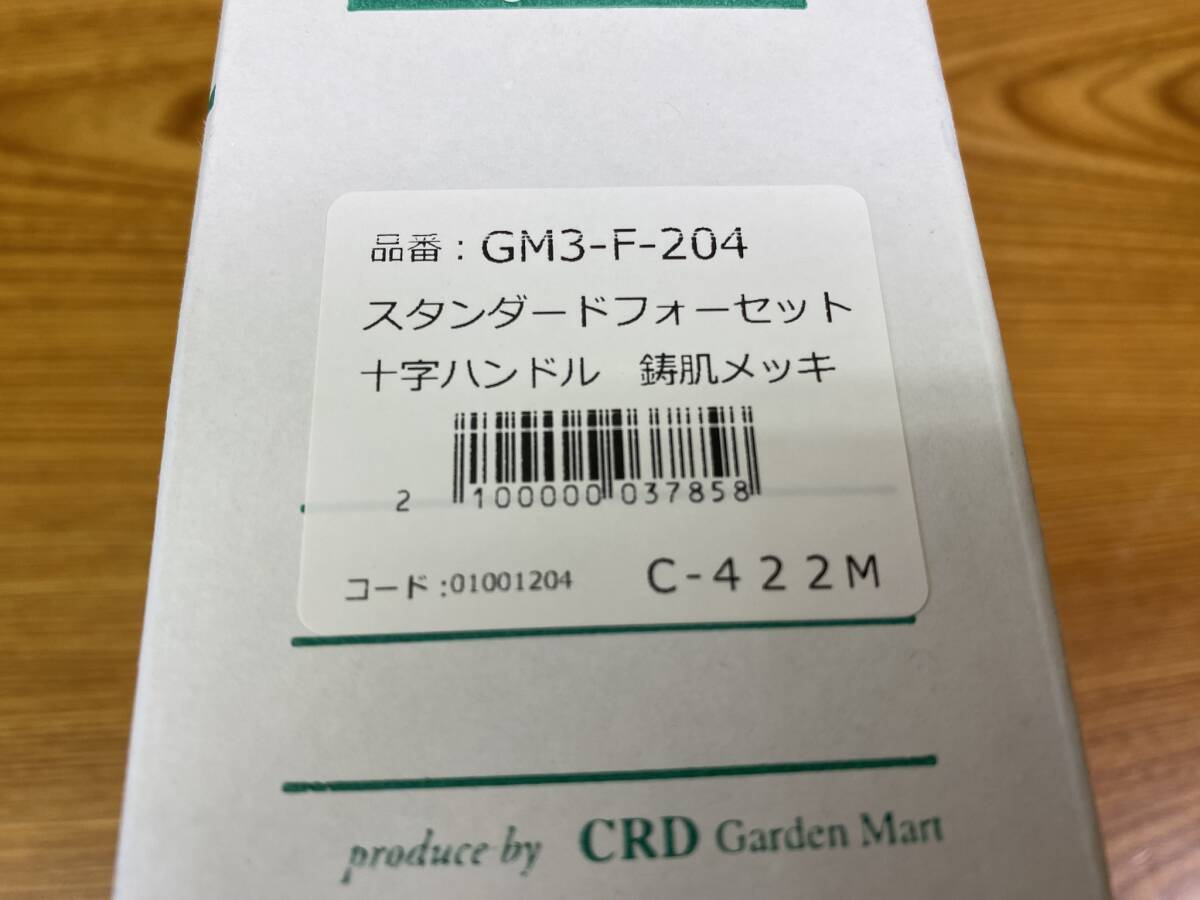 品番：GM3-F-204
スタンダードフォーセット
十字ハンドル　鋳肌メッキ
2 100000 037858
コード:01001204　C-４２２M
produce by CRD Garden Mart